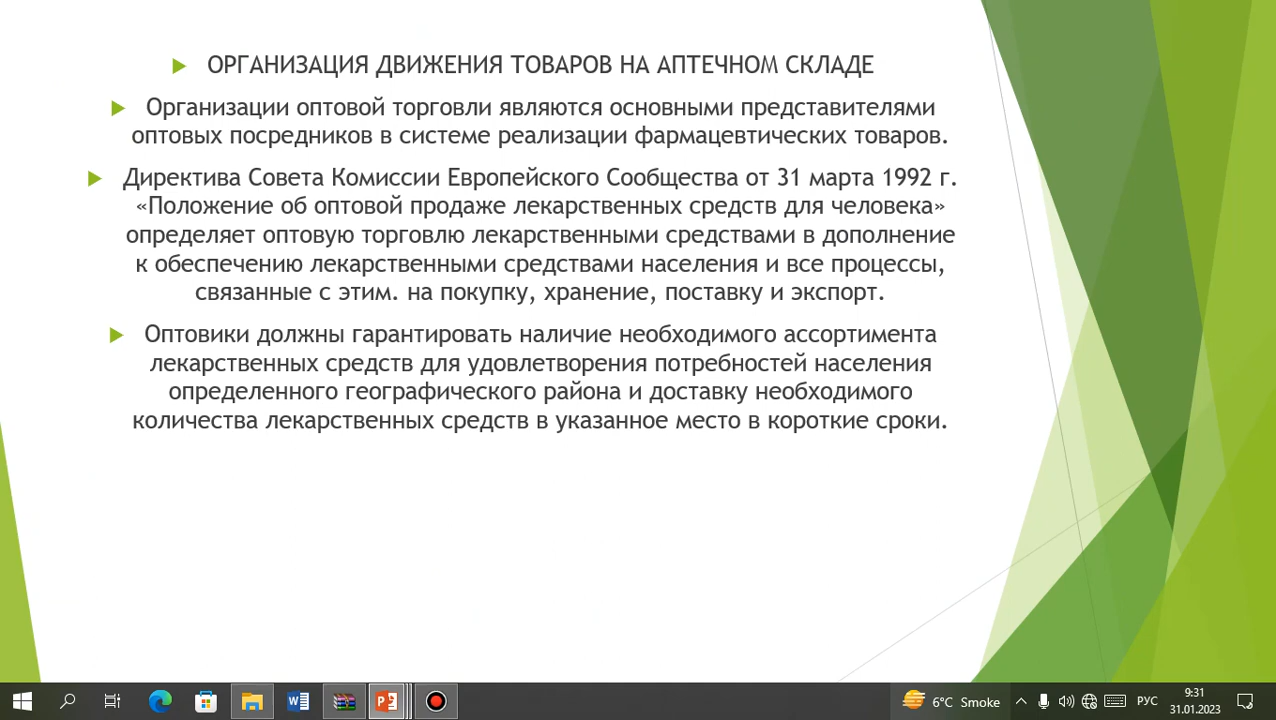 ОРГАНИЗАЦИЯ ДВИЖЕНИЯ ТОВАРОВ НА АПТЕЧНОМ СКЛАДЕ
Организации оптовой торговли являются основными представителями
оптовых посредников в системе реализации фармацевтических товаров.
Директива Совета Комиссии Европейского Сообщества от 31 марта 1992 г.
«Положение об оптовой продаже лекарственных средств для человека»
определяет оптовую торговлю лекарственными средствами в дополнение
к обеспечению лекарственными средствами населения и все процессы,
связанные с этим. на покупку, хранение, поставку и экспорт.
Оптовики должны гарантировать наличие необходимого ассортимента
лекарственных средств для удовлетворения потребностей населения
определенного географического района и доставку необходимого
количества лекарственных средств в указанное место в короткие сроки.
6°C Smoke
РУС
9:31
31.01.2023